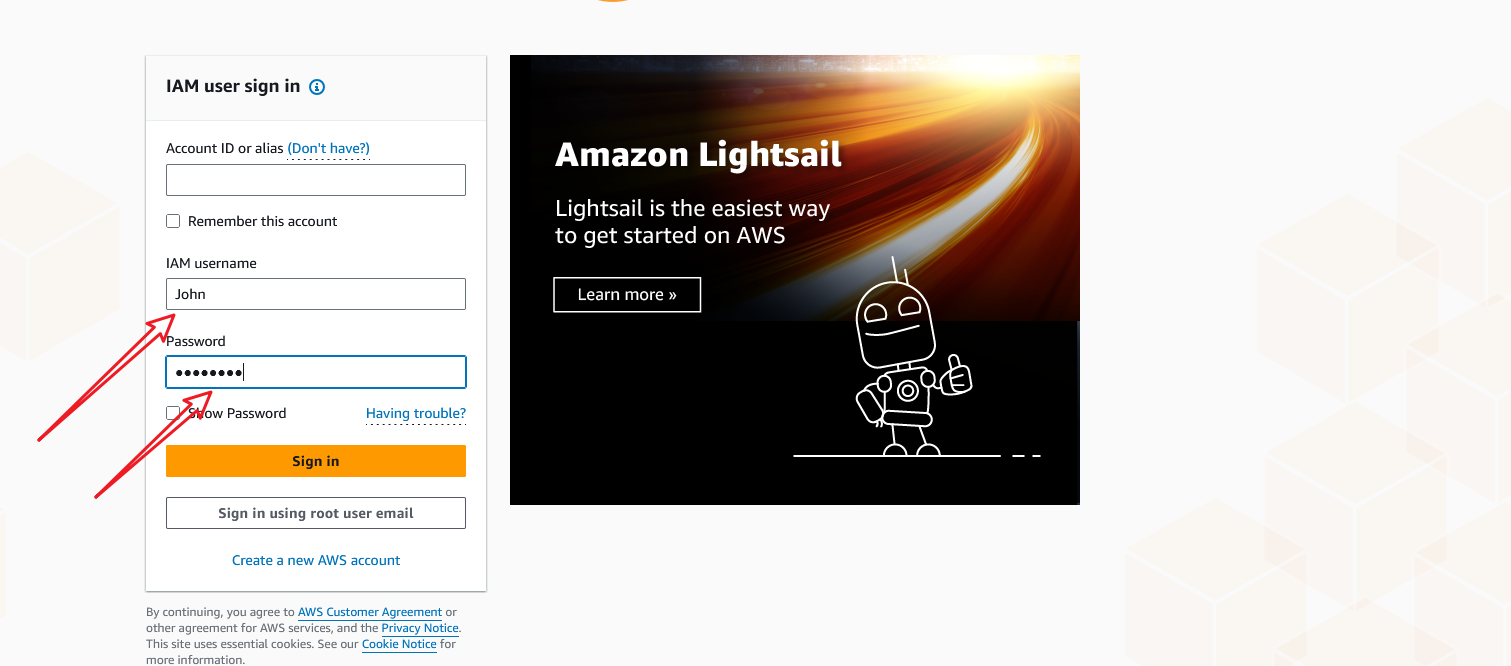 IAM user sign in
Account ID or alias (Don't have?)
Remember this account
IAM username
John
Password
••••••••
Show Password
Having trouble?
Sign in
Sign in using root user email
Create a new AWS account
By continuing, you agree to AWS Customer Agreement or
other agreement for AWS services, and the Privacy Notice.
This site uses essential cookies. See our Cookie Notice for
more information.
Amazon Lightsail
Lightsail is the easiest way
to get started on AWS
Learn more »